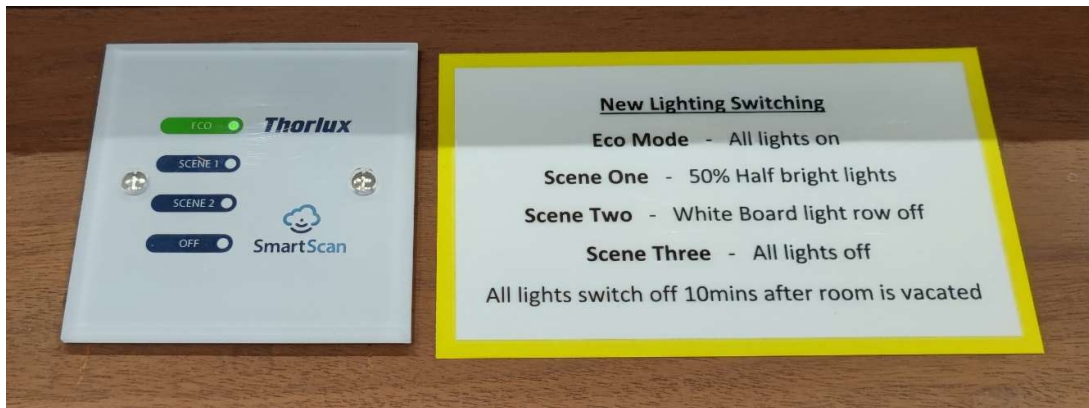 ECO
Thorlux
SCENE 1
SCENE 2
OFF
SmartScan
New Lighting Switching
Eco Mode - All lights on
Scene One - 50% Half bright lights
Scene Two - White Board light row off
Scene Three - All lights off
All lights switch off 10mins after room is vacated